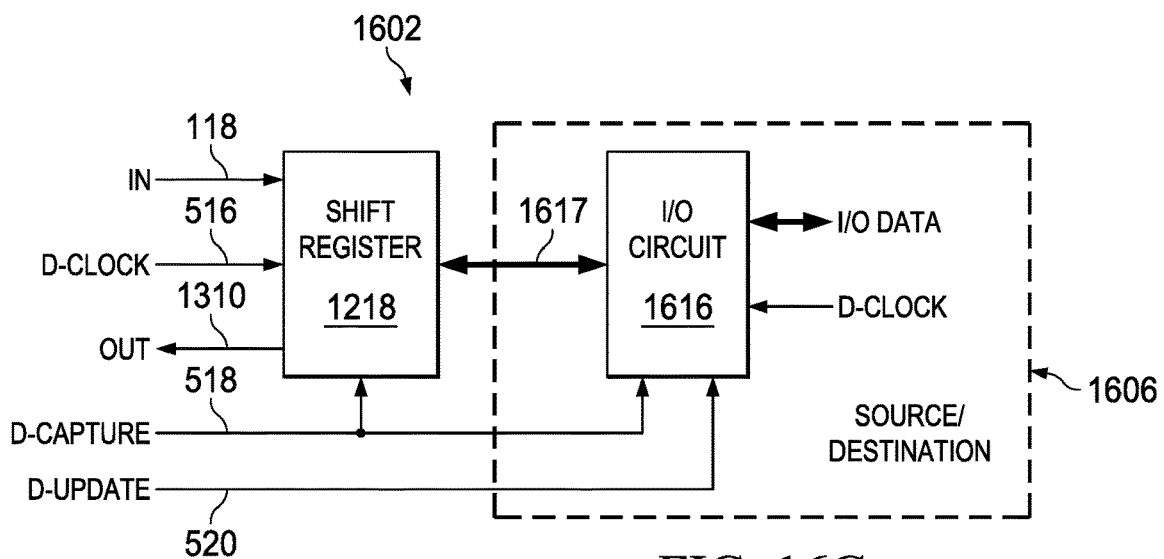 1602
118
IN
516
D-CLOCK
1310
OUT
518
D-CAPTURE
D-UPDATE
520
SHIFT
REGISTER
1218
1617
I/O
CIRCUIT
1616
I/O DATA
D-CLOCK
SOURCE/
DESTINATION
1606